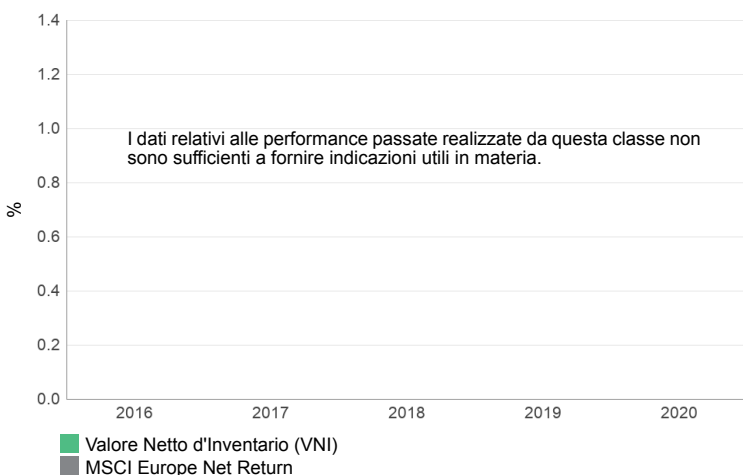 1.4
1.2
1.0
I dati relativi alle performance passate realizzate da questa classe non
sono sufficienti a fornire indicazioni utili in materia.
0.8
%
0.6
0.4
0.2
0.0
2016 2017 2018 2019 2020
Valore Netto d'Inventario (VNI)
MSCI Europe Net Return